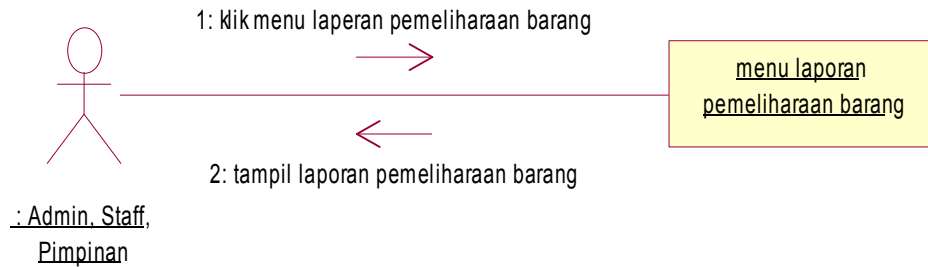 1: klik menu laperan pemeliharaan barang
menu laporan
pemeliharaan barang
2: tampil laporan pemeliharaan barang
: Admin, Staff,
Pimpinan